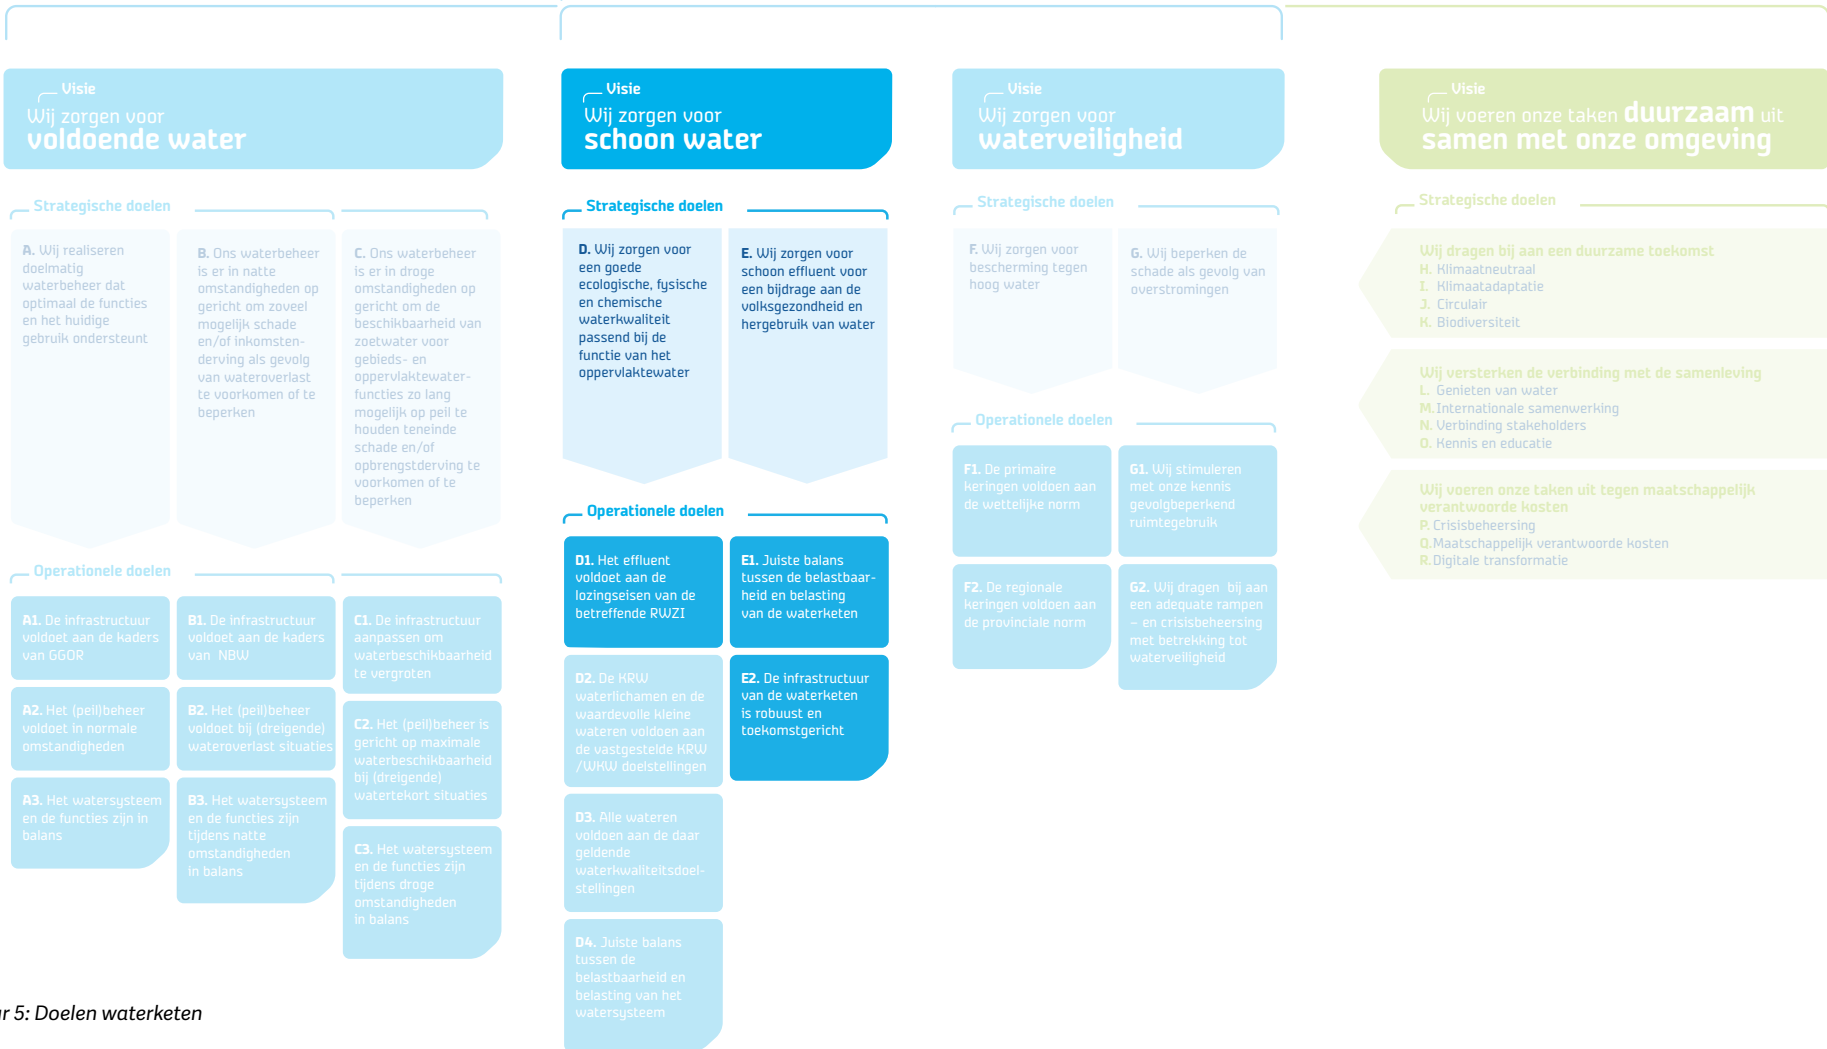 Visie
Wij zorgen voor
voldoende water
Strategische doelen
A. Wij realiseren
doelmatig
waterbeheer dat
optimaal de functies
en het huidige
gebruik ondersteunt
B. Ons waterbeheer
is er in natte
omstandigheden op
gericht om zoveel
mogelijk schade
en/of inkomsten-
derving als gevolg
van wateroverlast
te voorkomen of te
beperken
C. Ons waterbeheer
is er in droge
omstandigheden op
gericht om de
beschikbaarheid van
zoetwater voor
gebieds- en
oppervlaktewater-
functies zo lang
mogelijk op peil te
houden teneinde
schade en/of
opbrengstderving te
voorkomen of te
beperken
Operationele doelen
A1. De infrastructuur
voldoet aan de kaders
van GGOR
A2. Het (peil)beheer
voldoet in normale
omstandigheden
A3. Het watersysteem
en de functies zijn in
balans
B1. De infrastructuur
voldoet aan de kaders
van NBW
B2. Het (peil)beheer
voldoet bij (dreigende)
wateroverlast situaties
B3. Het watersysteem
en de functies zijn
tijdens natte
omstandigheden
in balans
C1. De infrastructuur
aanpassen om
waterbeschikbaarheid
te vergroten
C2. Het (peil)beheer is
gericht op maximale
waterbeschikbaarheid
bij (dreigende)
watertekort situaties
C3. Het watersysteem
en de functies zijn
tijdens droge
omstandigheden
in balans
Visie
Wij zorgen voor
schoon water
Strategische doelen
D. Wij zorgen voor
een goede
ecologische, fysische
en chemische
waterkwaliteit
passend bij de
functie van het
oppervlaktewater
E. Wij zorgen voor
schoon effluent voor
een bijdrage aan de
volksgezondheid en
hergebruik van water
Operationele doelen
D1. Het effluent
voldoet aan de
lozingseisen van de
betreffende RWZI
D2. De KRW
waterlichamen en de
waardevolle kleine
wateren voldoen aan
de vastgestelde KRW
/WKW doelstellingen
D3. Alle wateren
voldoen aan de daar
geldende
waterkwaliteitsdoel-
stellingen
D4. Juiste balans
tussen de
belastbaarheid en
belasting van het
watersysteem
E1. Juiste balans
tussen de belastbaar-
heid en belasting
van de waterketen
E2. De infrastructuur
van de waterketen
is robuust en
toekomstgericht
Visie
Wij zorgen voor
waterveiligheid
Strategische doelen
F. Wij zorgen voor
bescherming tegen
hoog water
G. Wij beperken de
schade als gevolg van
overstromingen
Operationele doelen
F1. De primaire
keringen voldoen aan
de wettelijke norm
F2. De regionale
keringen voldoen aan
de provinciale norm
G1. Wij stimuleren
met onze kennis
gevolgbeperkend
ruimtegebruik
G2. Wij dragen bij aan
een adequate rampen
– en crisisbeheersing
met betrekking tot
waterveiligheid
Visie
Wij voeren onze taken duurzaam uit
samen met onze omgeving
Strategische doelen
Wij dragen bij aan een duurzame toekomst
H. Klimaatneutraal
I. Klimaatadaptatie
J. Circulair
K. Biodiversiteit
Wij versterken de verbinding met de samenleving
L. Genieten van water
M. Internationale samenwerking
N. Verbinding stakeholders
O. Kennis en educatie
Wij voeren onze taken uit tegen maatschappelijk
verantwoorde kosten
P. Crisisbeheersing
Q. Maatschappelijk verantwoorde kosten
R. Digitale transformatie
ur 5: Doelen waterketen